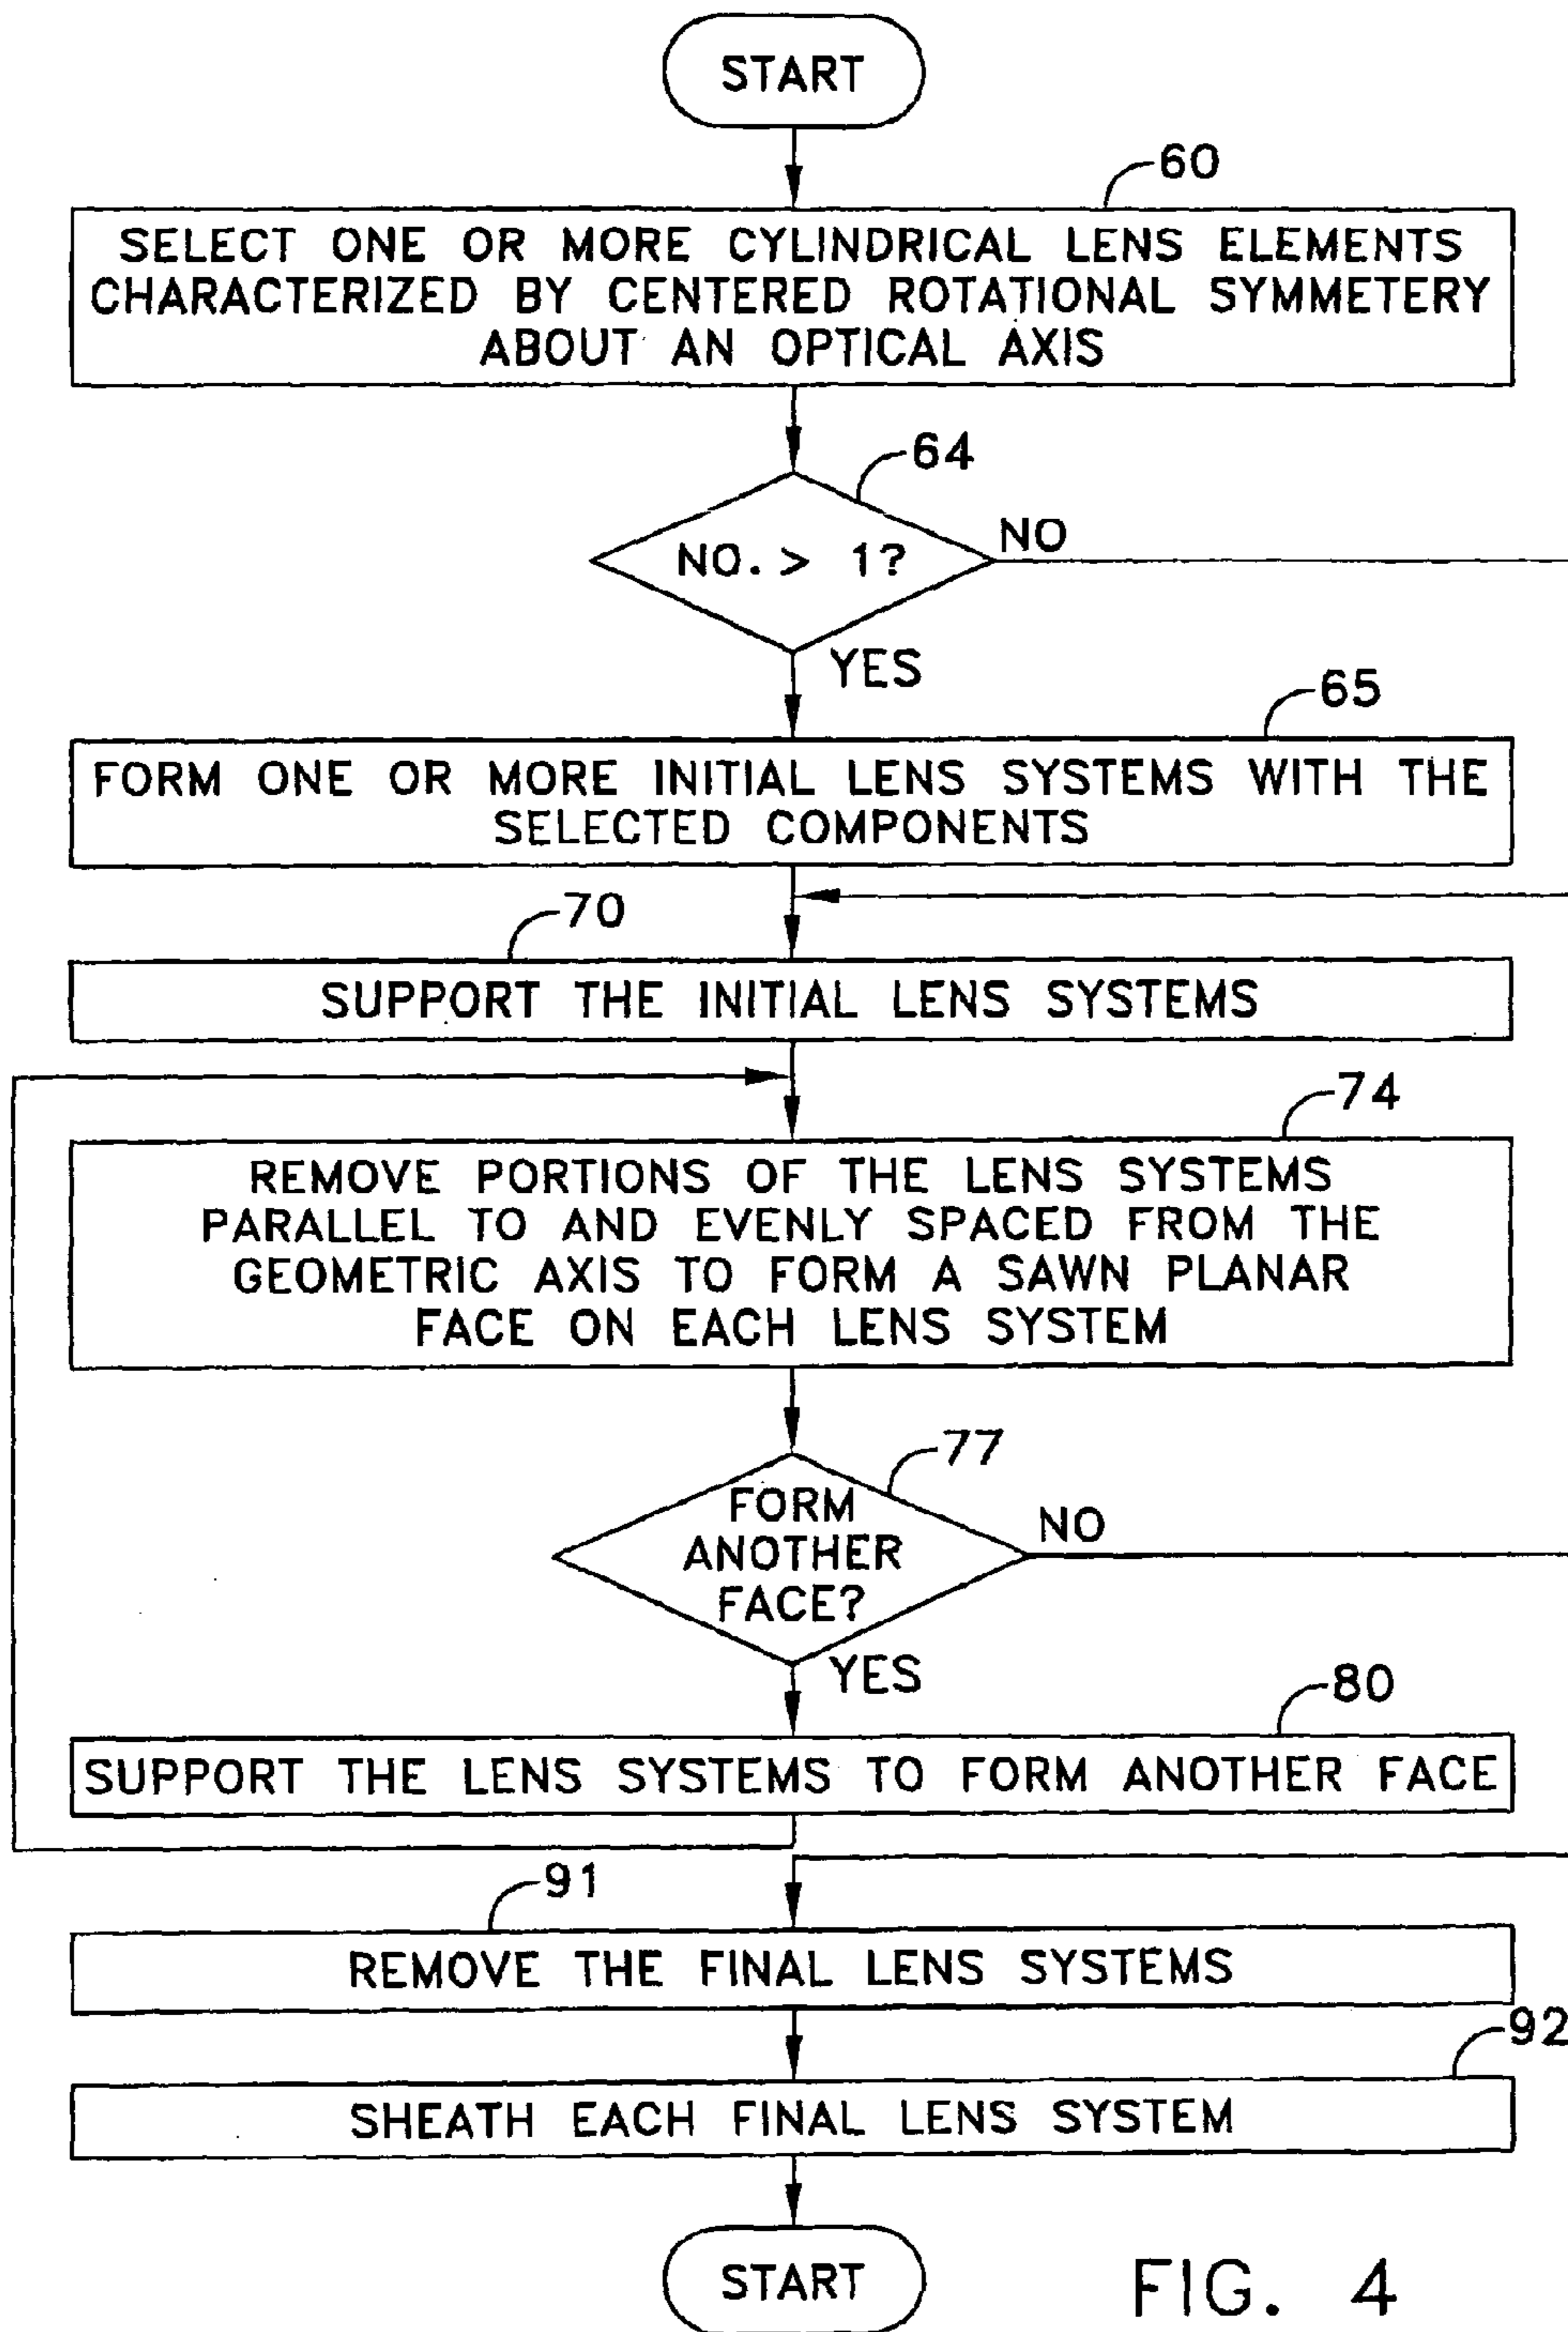 START
60
SELECT ONE OR MORE CYLINDRICAL LENS ELEMENTS
CHARACTERIZED BY CENTERED ROTATIONAL SYMMETERY
ABOUT AN OPTICAL AXIS
64
NO. > 1?
NO
YES
65
FORM ONE OR MORE INITIAL LENS SYSTEMS WITH THE
SELECTED COMPONENTS
70
SUPPORT THE INITIAL LENS SYSTEMS
74
REMOVE PORTIONS OF THE LENS SYSTEMS
PARALLEL TO AND EVENLY SPACED FROM THE
GEOMETRIC AXIS TO FORM A SAWN PLANAR
FACE ON EACH LENS SYSTEM
77
FORM
ANOTHER
FACE?
NO
YES
80
SUPPORT THE LENS SYSTEMS TO FORM ANOTHER FACE
91
REMOVE THE FINAL LENS SYSTEMS
92
SHEATH EACH FINAL LENS SYSTEM
START
FIG. 4